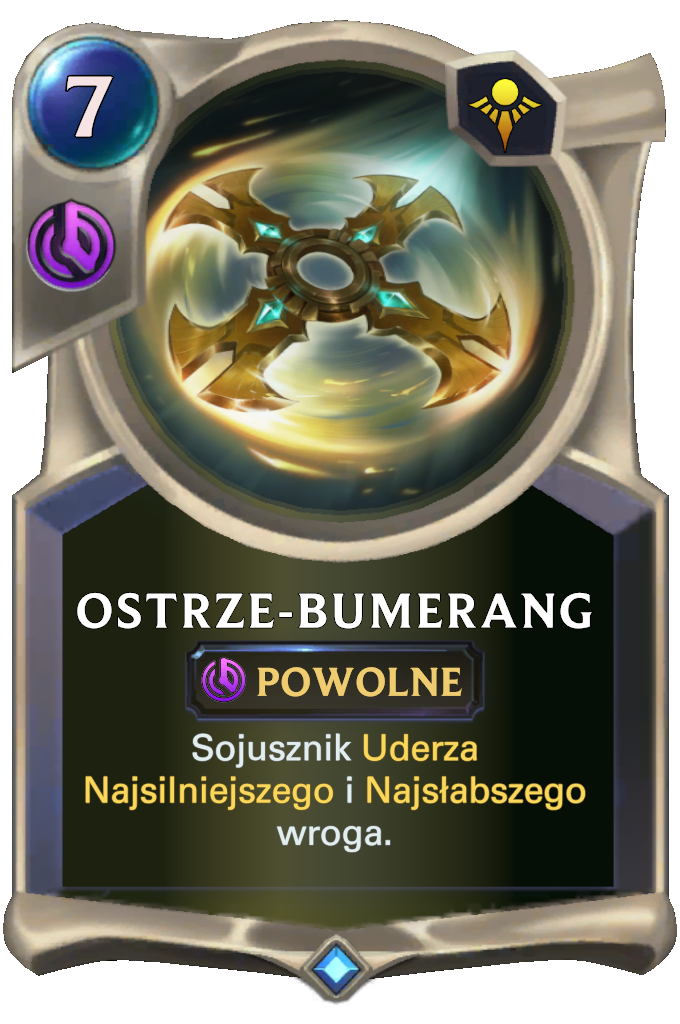 7
OSTRZE-BUMERANG
POWOLNE
Sojusznik Uderza
Najsilniejszego i Najsłabszego
wroga.